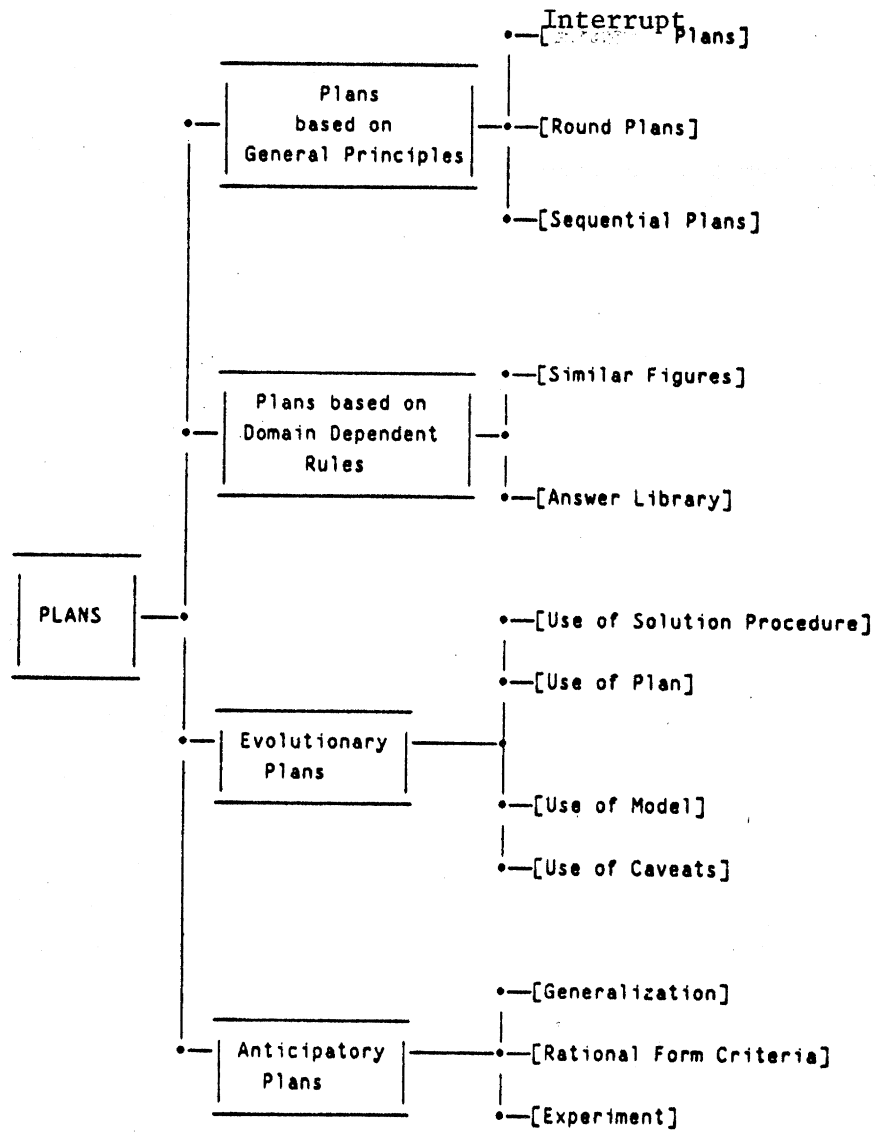 Interrupt
[ Plans]
Plans
based on
General Principles
[Round Plans]
[Sequential Plans]
[Similar Figures]
Plans based on
Domain Dependent
Rules
[Answer Library]
PLANS
[Use of Solution Procedure]
[Use of Plan]
Evolutionary
Plans
[Use of Model]
[Use of Caveats]
[Generalization]
Anticipatory
Plans
[Rational Form Criteria]
[Experiment]